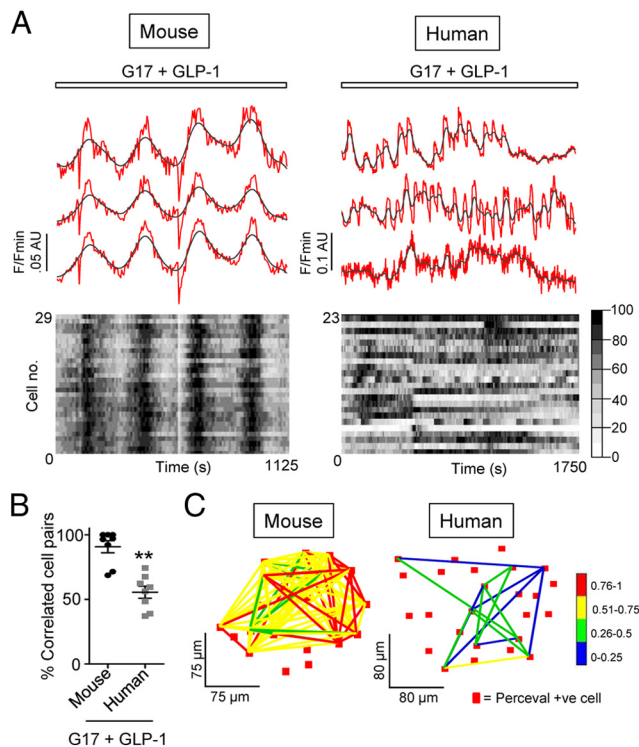 A
Mouse
Human
G17 + GLP-1
G17 + GLP-1
F/Fmin
.05 AU
F/Fmin
0.1 AU
29
Cell no.
0
Time (s)
1125
23
0
Time (s)
1750
100
80
60
40
20
0
B
% Correlated cell pairs
100
50
0
**
Mouse
Human
G17 + GLP-1
C
Mouse
Human
75 µm
75 µm
80 µm
80 µm
0.76-1
0.51-0.75
0.26-0.5
0-0.25
= Perceval +ve cell